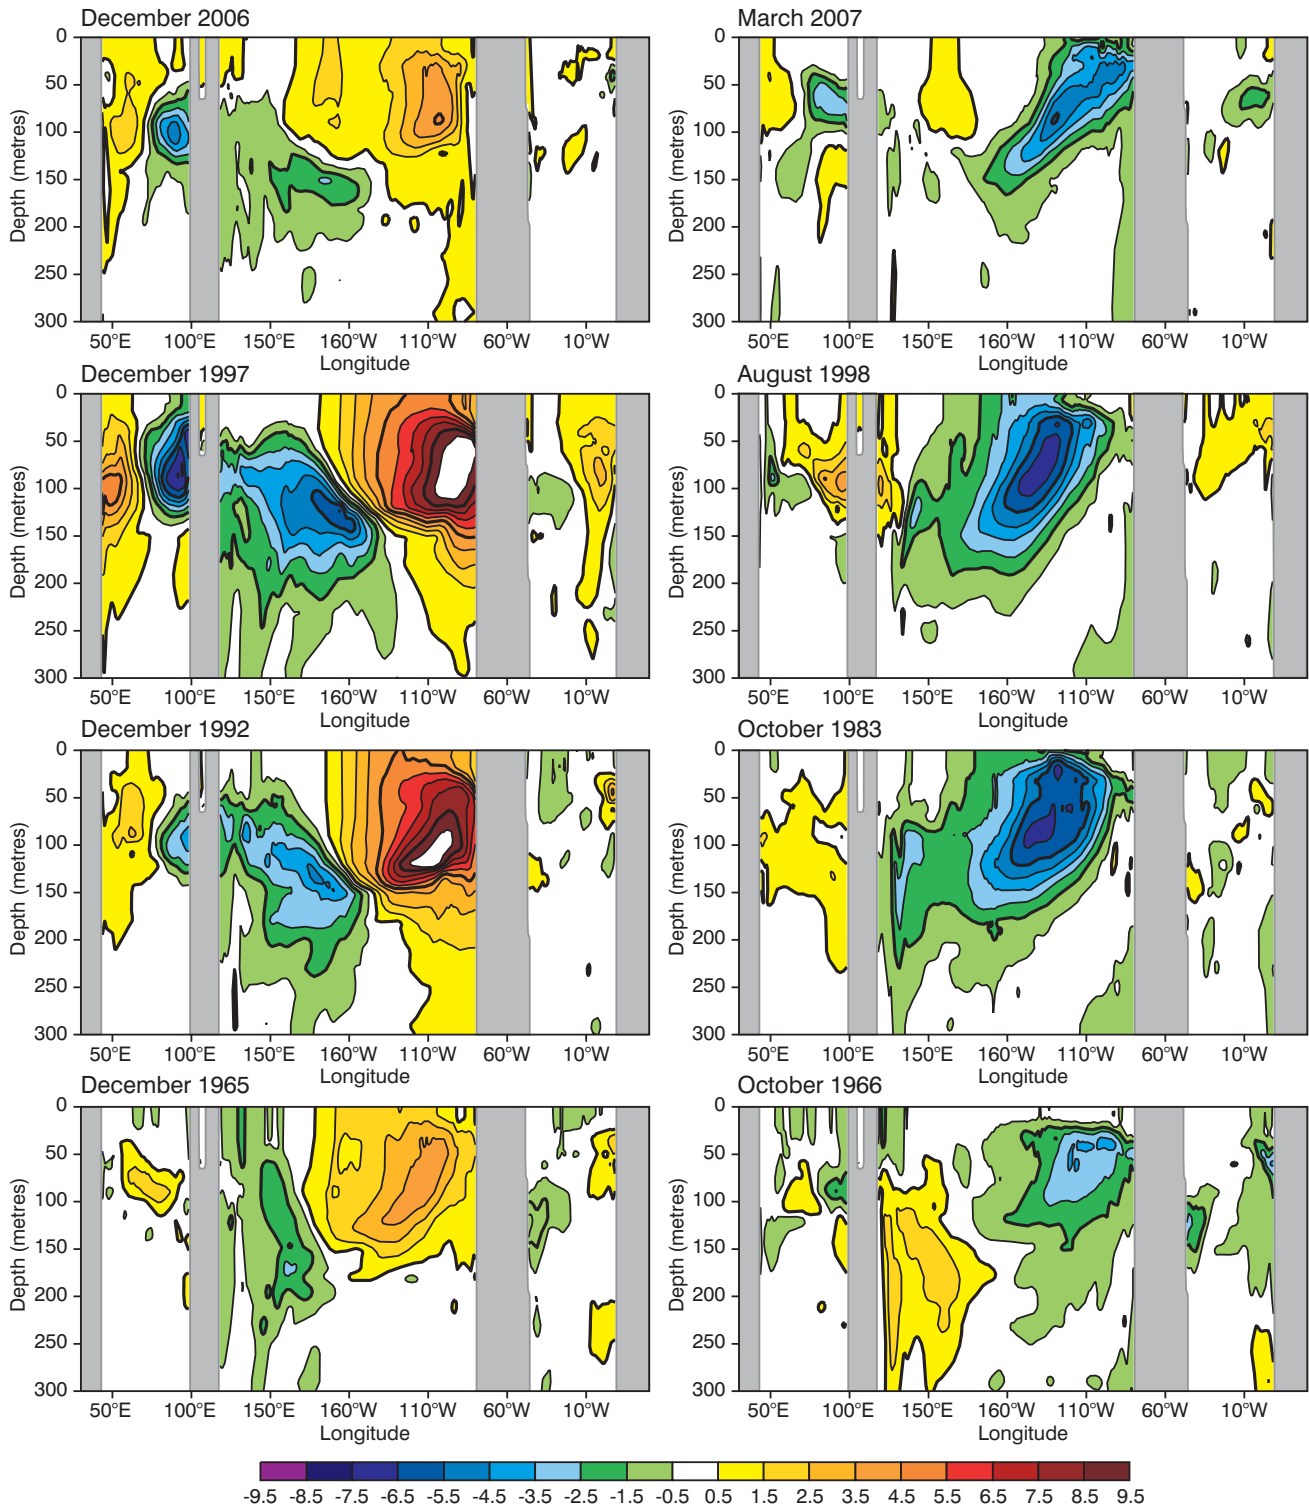 December 2006
March 2007
0
50
100
150
200
250
300
Depth (metres)
50°E 100°E 150°E 160°W 110°W 60°W 10°W
Longitude
0
50
100
150
200
250
300
Depth (metres)
50°E 100°E 150°E 160°W 110°W 60°W 10°W
Longitude
December 1997
August 1998
0
50
100
150
200
250
300
Depth (metres)
50°E 100°E 150°E 160°W 110°W 60°W 10°W
Longitude
0
50
100
150
200
250
300
Depth (metres)
50°E 100°E 150°E 160°W 110°W 60°W 10°W
Longitude
December 1992
October 1983
0
50
100
150
200
250
300
Depth (metres)
50°E 100°E 150°E 160°W 110°W 60°W 10°W
Longitude
0
50
100
150
200
250
300
Depth (metres)
50°E 100°E 150°E 160°W 110°W 60°W 10°W
Longitude
December 1965
October 1966
0
50
100
150
200
250
300
Depth (metres)
50°E 100°E 150°E 160°W 110°W 60°W 10°W
Longitude
0
50
100
150
200
250
300
Depth (metres)
50°E 100°E 150°E 160°W 110°W 60°W 10°W
Longitude
-9.5 -8.5 -7.5 -6.5 -5.5 -4.5 -3.5 -2.5 -1.5 -0.5 0.5 1.5 2.5 3.5 4.5 5.5 6.5 7.5 8.5 9.5